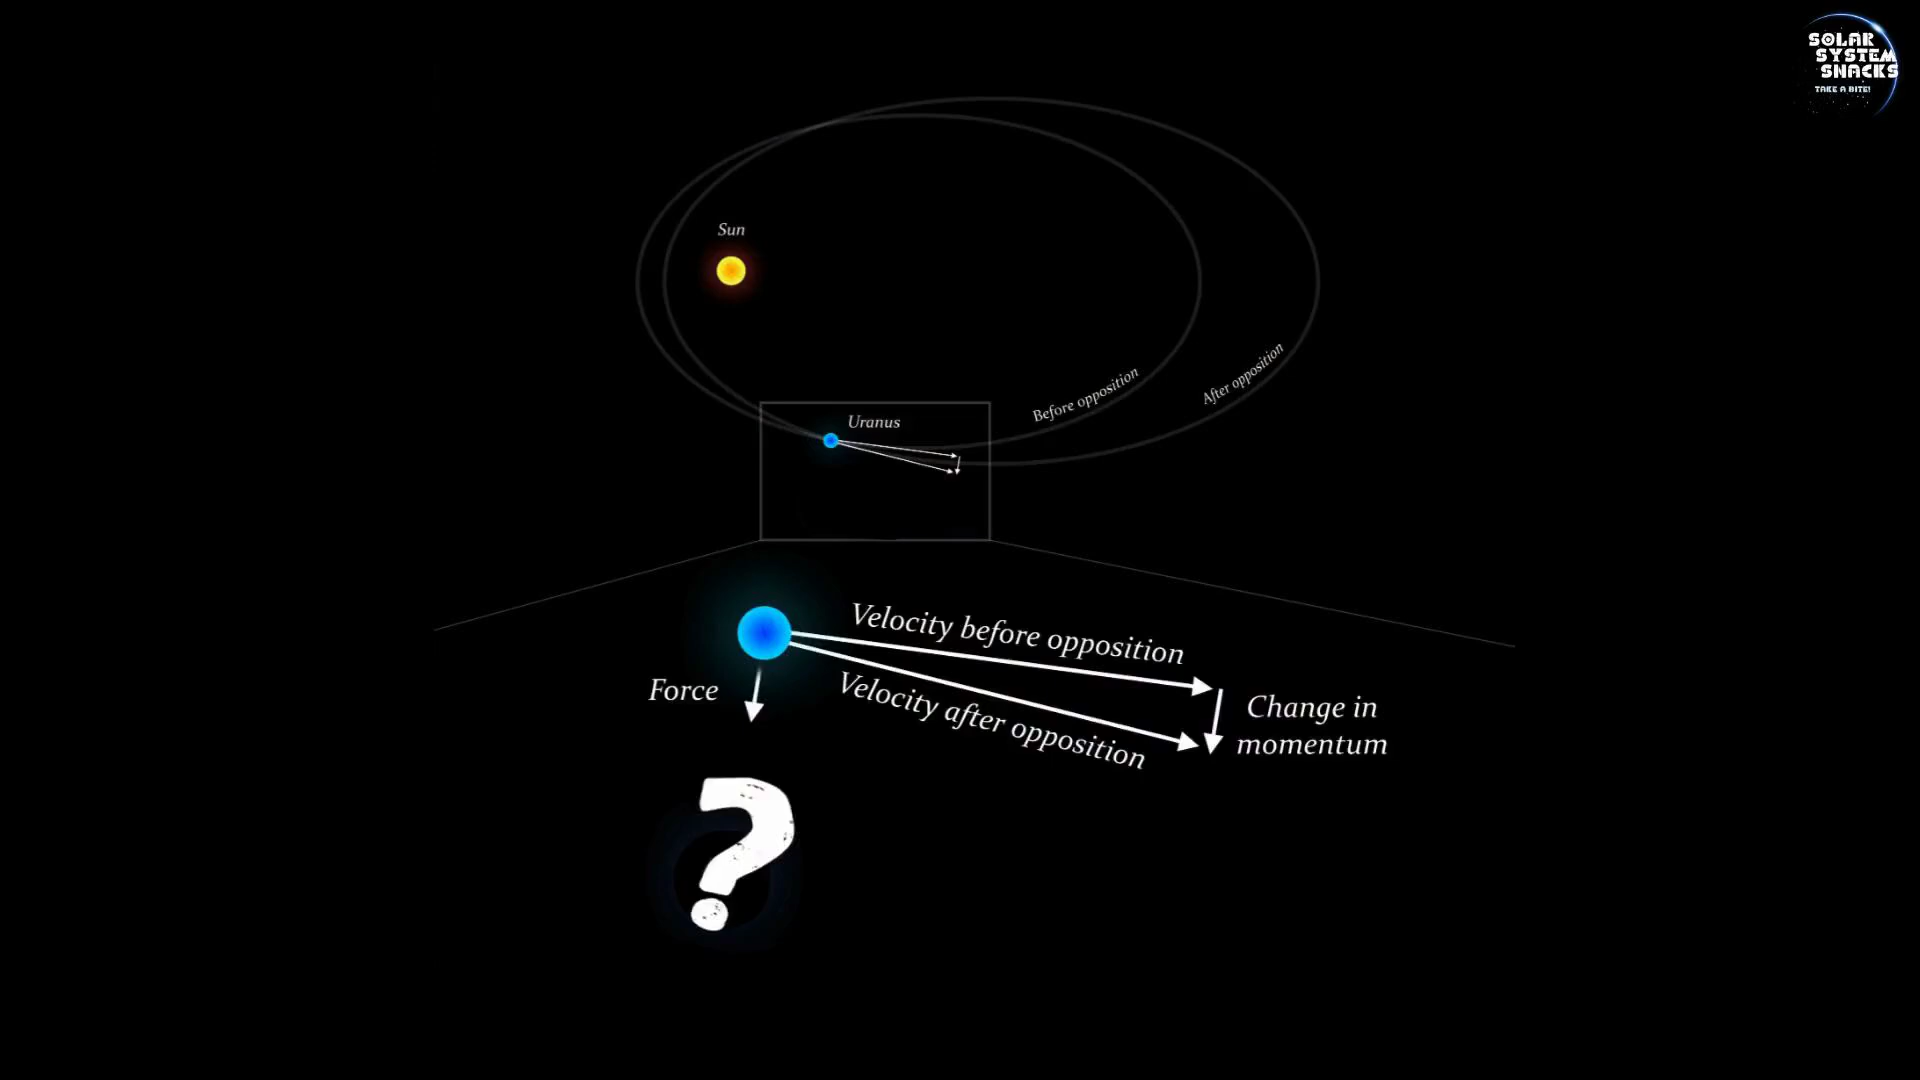 SOLAR
SYSTEM
SNACKS
TAKE A BITE!
Sun
Before opposition
After opposition
Uranus
Velocity before opposition
Force
Velocity after opposition
Change in
momentum
?